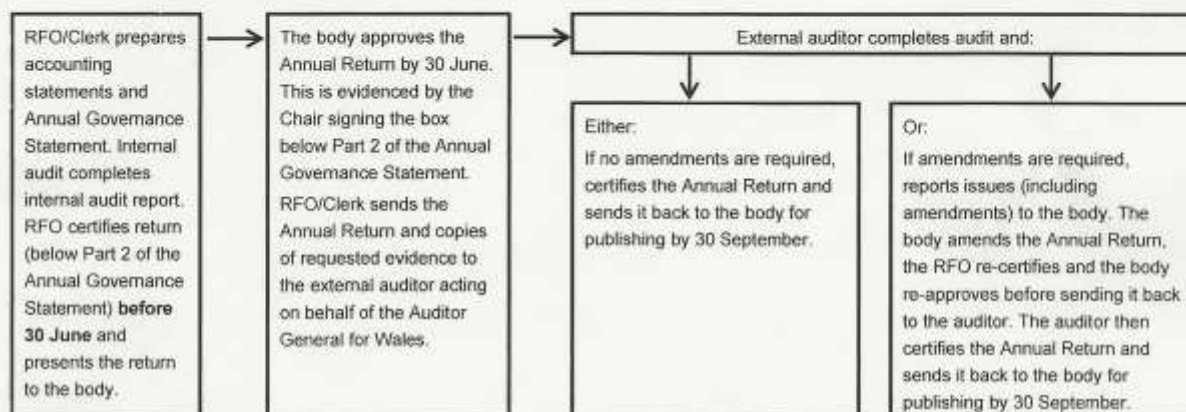 RFO/Clerk prepares
accounting
statements and
Annual Governance
Statement. Internal
audit completes
internal audit report.
RFO certifies return
(below Part 2 of the
Annual Governance
Statement) before
30 June and
presents the return
to the body.
The body approves the
Annual Return by 30 June.
This is evidenced by the
Chair signing the box
below Part 2 of the Annual
Governance Statement.
RFO/Clerk sends the
Annual Return and copies
of requested evidence to
the external auditor acting
on behalf of the Auditor
General for Wales.
External auditor completes audit and:
Either:
If no amendments are required,
certifies the Annual Return and
sends it back to the body for
publishing by 30 September.
Or:
If amendments are required,
reports issues (including
amendments) to the body. The
body amends the Annual Return,
the RFO re-certifies and the body
re-approves before sending it back
to the auditor. The auditor then
certifies the Annual Return and
sends it back to the body for
publishing by 30 September.